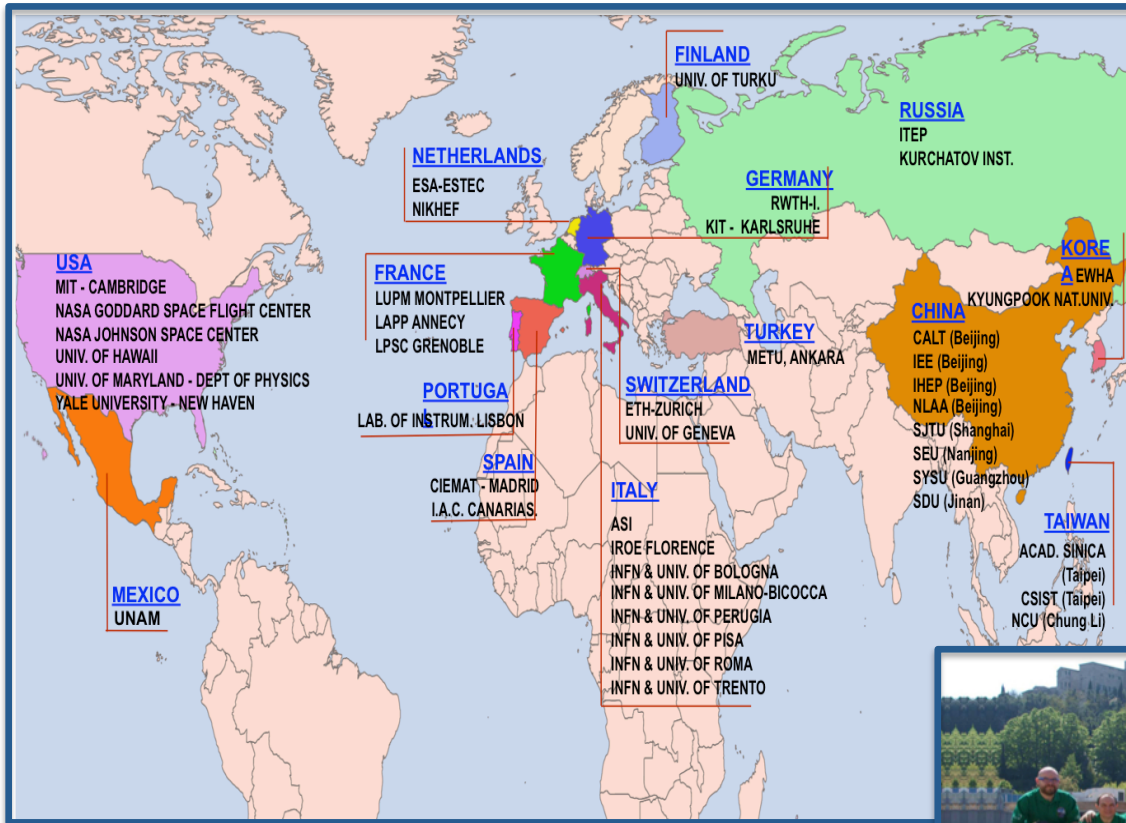 FINLAND
UNIV. OF TURKU
RUSSIA
ITEP
KURCHATOV INST.
NETHERLANDS
ESA-ESTEC
NIKHEF
GERMANY
RWTH-I.
KIT - KARLSRUHE
USA
MIT - CAMBRIDGE
NASA GODDARD SPACE FLIGHT CENTER
NASA JOHNSON SPACE CENTER
UNIV. OF HAWAII
UNIV. OF MARYLAND - DEPT OF PHYSICS
YALE UNIVERSITY - NEW HAVEN
FRANCE
LUPM MONTPELLIER
LAPP ANNECY
LPSC GRENOBLE
KORE
A EWHA
KYUNGPOOK NAT.UNIV.
CHINA
CALT (Beijing)
IEE (Beijing)
IHEP (Beijing)
NLAA (Beijing)
SJTU (Shanghai)
SEU (Nanjing)
SYSU (Guangzhou)
SDU (Jinan)
TURKEY
METU, ANKARA
PORTUGA
L
LAB. OF INSTRUM. LISBON
SWITZERLAND
ETH-ZURICH
UNIV. OF GENEVA
SPAIN
CIEMAT - MADRID
I.A.C. CANARIAS.
ITALY
ASI
IROE FLORENCE
INFN & UNIV. OF BOLOGNA
INFN & UNIV. OF MILANO-BICOCCA
INFN & UNIV. OF PERUGIA
INFN & UNIV. OF PISA
INFN & UNIV. OF ROMA
INFN & UNIV. OF TRENTO
TAIWAN
ACAD. SINICA
(Taipei)
CSIST (Taipei)
NCU (Chung Li)
MEXICO
UNAM